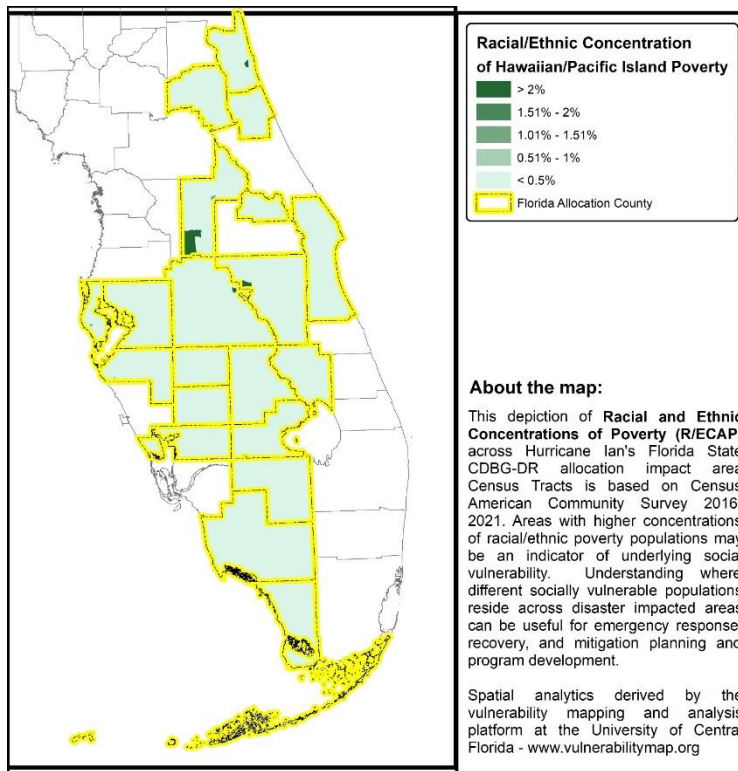 Racial/Ethnic Concentration
of Hawaiian/Pacific Island Poverty
> 2%
1.51% - 2%
1.01% - 1.51%
0.51% - 1%
< 0.5%
Florida Allocation County
About the map:
This depiction of Racial and Ethnic
Concentrations of Poverty (R/ECAP
across Hurricane Ian's Florida State
CDBG-DR allocation impact area
Census Tracts is based on Census
American Community Survey 2016
2021. Areas with higher concentrations
of racial/ethnic poverty populations may
be an indicator of underlying socia
vulnerability. Understanding where
different socially vulnerable populations
reside across disaster impacted areas
can be useful for emergency response
recovery, and mitigation planning and
program development.
Spatial analytics derived by the
vulnerability mapping and analysis
platform at the University of Centra
Florida - www.vulnerabilitymap.org